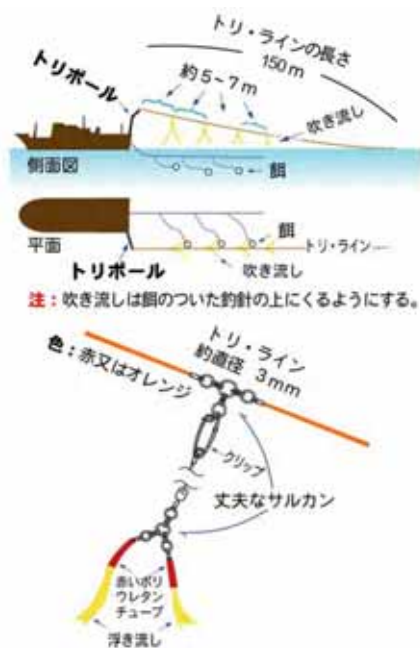 トリ・ラインの長さ
150m
トリポール
約5~7m
吹き流し
側面図
餌
平面
餌
トリ・ライン
トリポール
吹き流し
注：吹き流しは餌のついた釣針の上にくるようにする。
トリ・ライン
約直径 3mm
色：赤又はオレンジ
クリップ
丈夫なサルカン
赤いポリ
ウレタン
チューブ
浮き流し